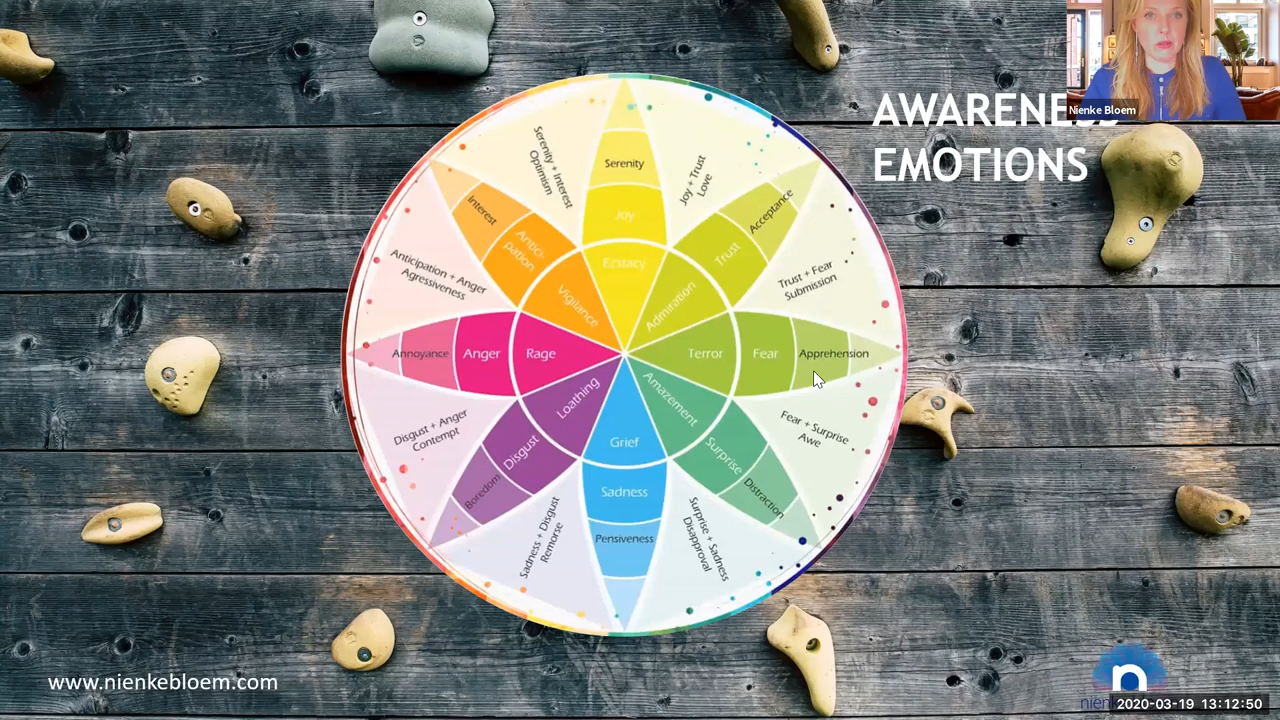 AWARENESS
EMOTIONS
Nienke Bloem
Serenity
Joy
Ecstacy
Joy + Trust
Love
Acceptance
Trust
Admiration
Trust + Fear
Submission
Terror
Fear
Apprehension
Fear + Surprise
Awe
Amazement
Surprise
Distraction
Surprise + Sadness
Disapproval
Grief
Sadness
Pensiveness
Sadness + Disgust
Remorse
Loathing
Disgust
Boredom
Disgust + Anger
Contempt
Rage
Anger
Annoyance
Anticipation + Anger
Agressiveness
Vigilance
Antici-
pation
Interest
Serenity + Interest
Optimism
www.nienkebloem.com
n
nien
2020-03-19 13:12:50